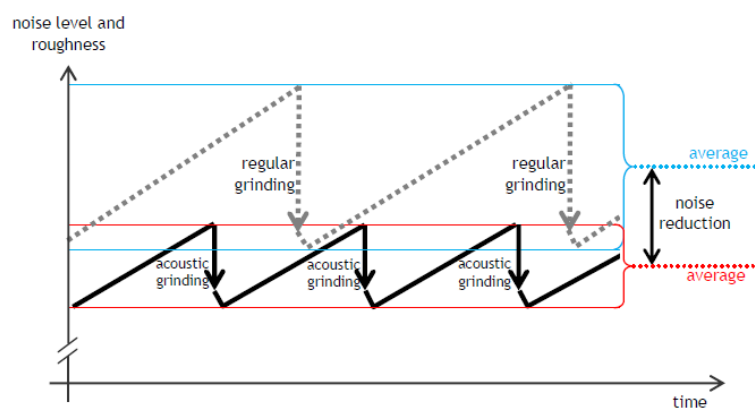 noise level and
roughness
regular
grinding
regular
grinding
average
noise
reduction
acoustic
grinding
acoustic
grinding
acoustic
grinding
average
time